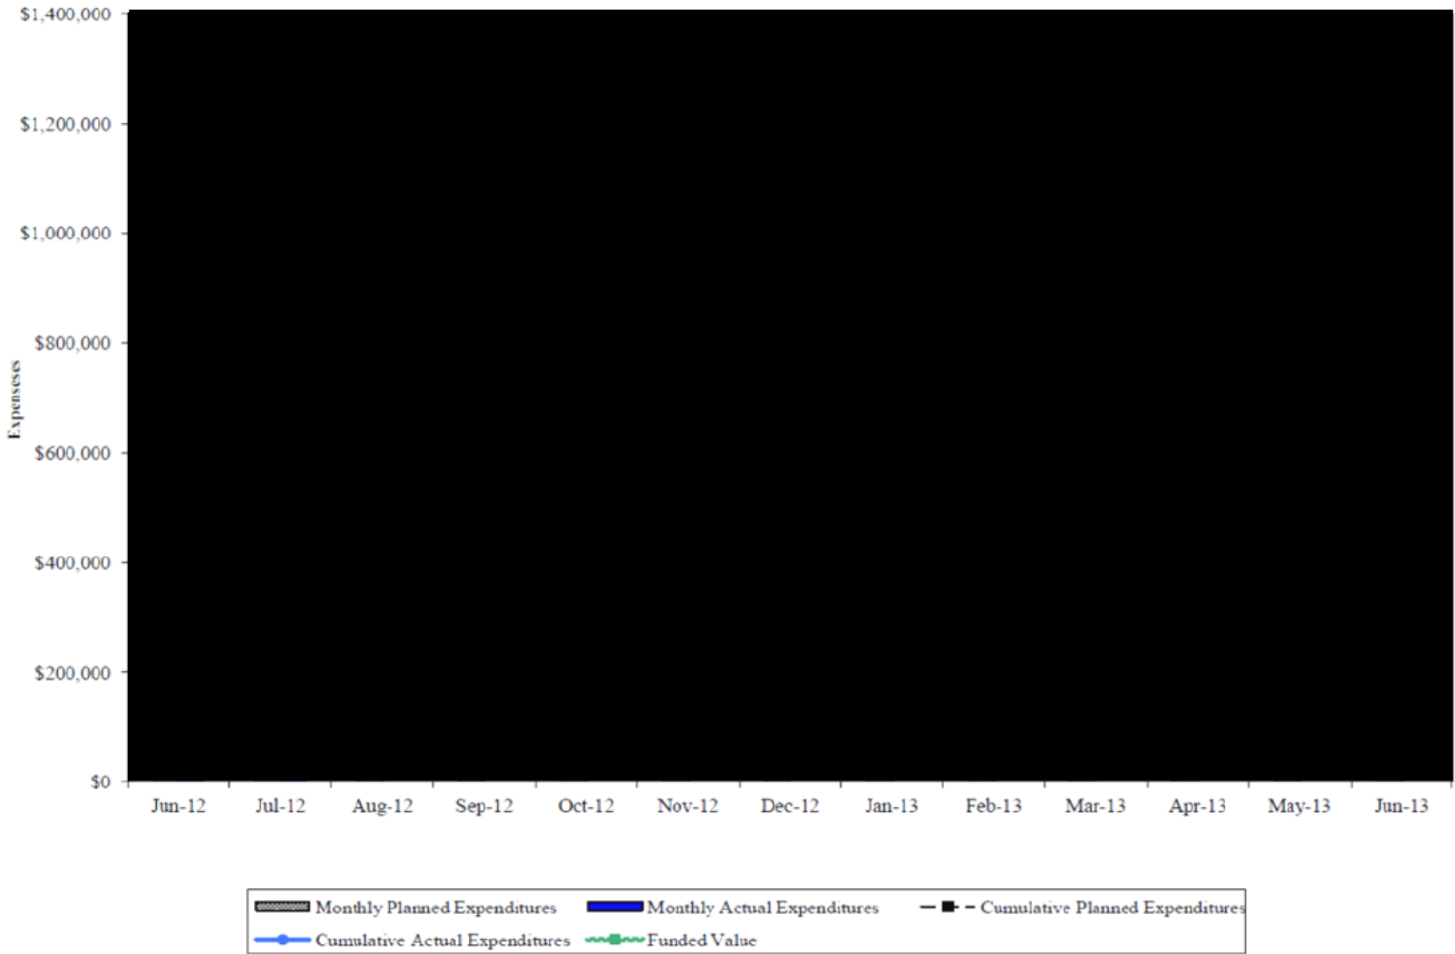 $1,400,000
$1,200,000
$1,000,000
$800,000
$600,000
$400,000
$200,000
$0
Expenseses
Jun-12 Jul-12 Aug-12 Sep-12 Oct-12 Nov-12 Dec-12 Jan-13 Feb-13 Mar-13 Apr-13 May-13 Jun-13
Monthly Planned Expenditures Monthly Actual Expenditures Cumulative Planned Expenditures
Cumulative Actual Expenditures Funded Value